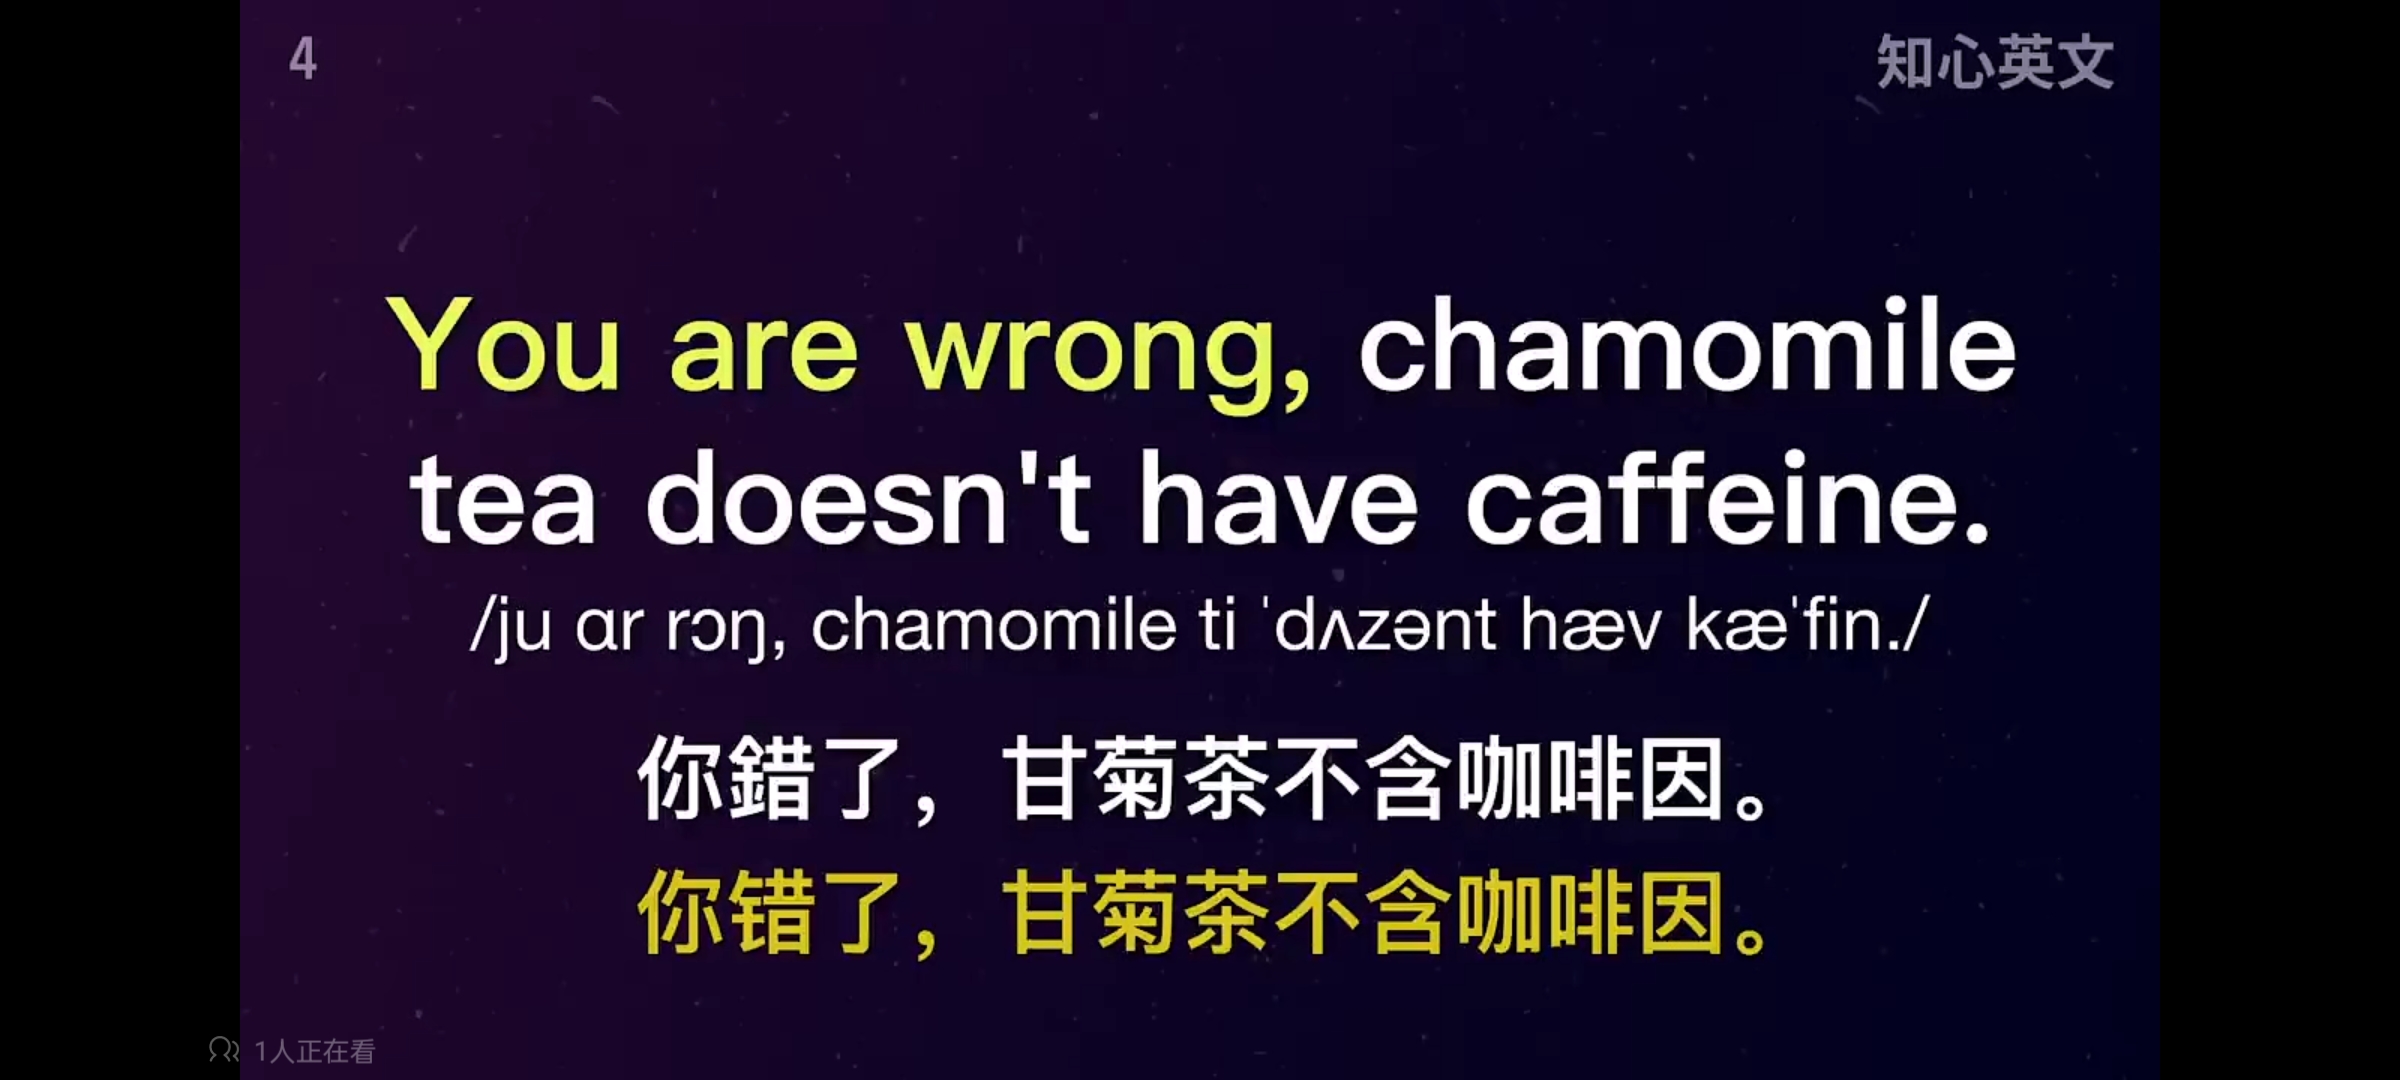 4
知心英文
You are wrong, chamomile
tea doesn't have caffeine.
/ju ɑr rɔŋ, chamomile ti ˈdʌzənt hæv kæˈfin./
你錯了，甘菊茶不含咖啡因。
你错了，甘菊茶不含咖啡因。
1人正在看